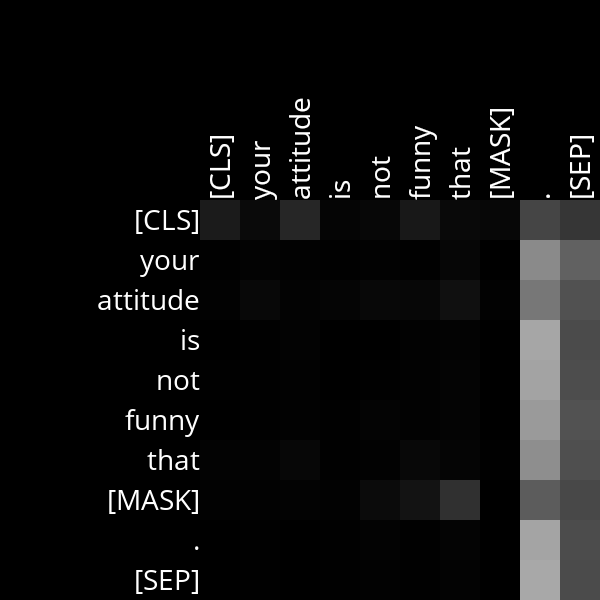 [CLS] your attitude is not funny that [MASK] . [SEP]
[CLS]
your
attitude
is
not
funny
that
[MASK]
.
[SEP]